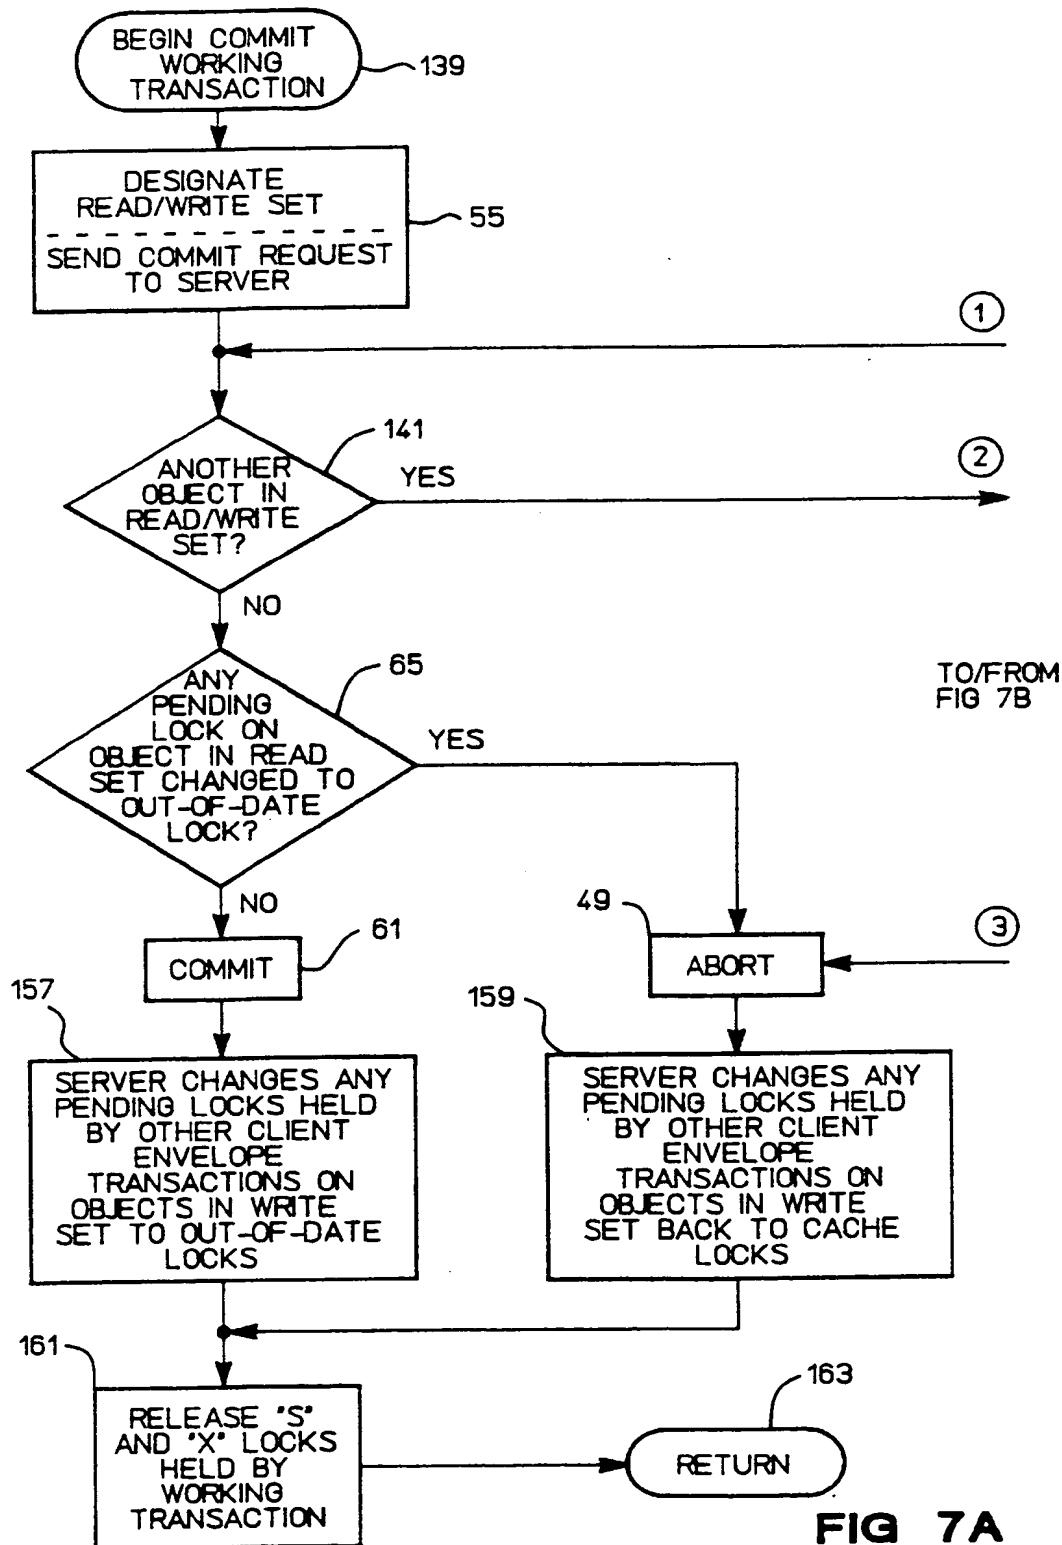 BEGIN COMMIT
WORKING
TRANSACTION
139
DESIGNATE
READ/WRITE SET
SEND COMMIT REQUEST
TO SERVER
55
1
141
ANOTHER
OBJECT IN
READ/WRITE
SET?
YES
2
NO
65
ANY
PENDING
LOCK ON
OBJECT IN READ
SET CHANGED TO
OUT-OF-DATE
LOCK?
YES
TO/FROM
FIG 7B
NO
61
COMMIT
49
ABORT
3
157
SERVER CHANGES ANY
PENDING LOCKS HELD
BY OTHER CLIENT
ENVELOPE
TRANSACTIONS ON
OBJECTS IN WRITE
SET TO OUT-OF-DATE
LOCKS
159
SERVER CHANGES ANY
PENDING LOCKS HELD
BY OTHER CLIENT
ENVELOPE
TRANSACTIONS ON
OBJECTS IN WRITE
SET BACK TO CACHE
LOCKS
161
RELEASE "S"
AND "X" LOCKS
HELD BY
WORKING
TRANSACTION
163
RETURN
FIG 7A